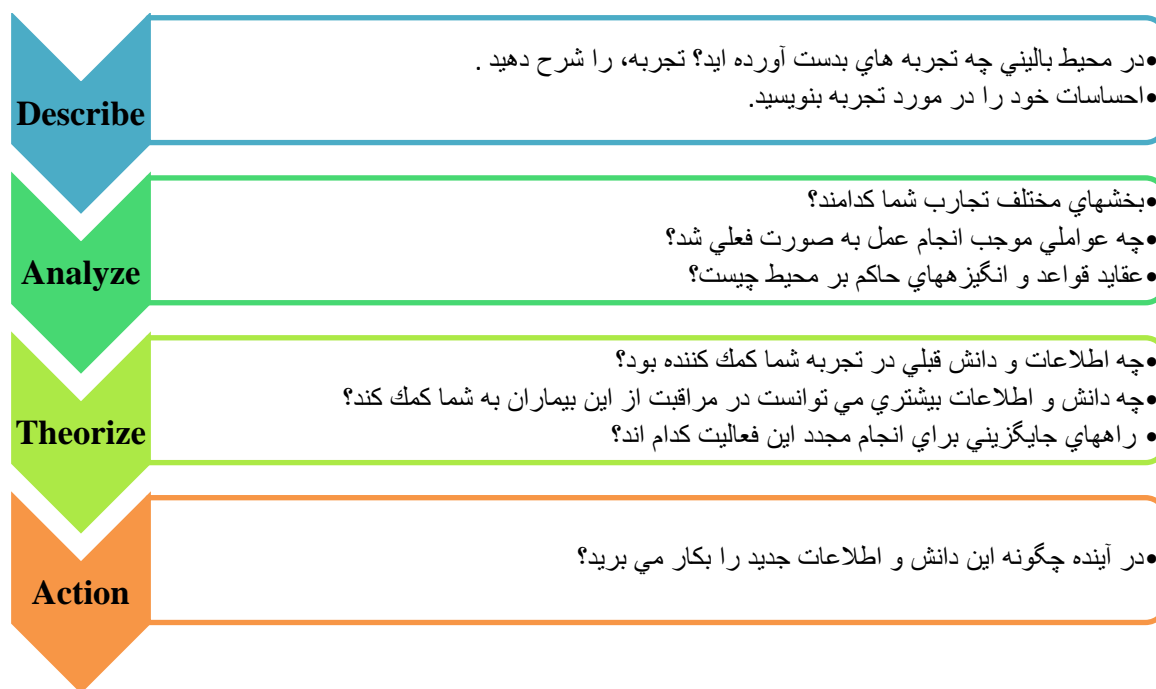 Describe
•در محيط باليني چه تجربه هاي بدست آورده ايد؟ تجربه، را شرح دهيد .
•احساسات خود را در مورد تجربه بنويسيد.
Analyze
•بخشهاي مختلف تجارب شما كدامند؟
•چه عواملي موجب انجام عمل به صورت فعلي شد؟
•عقايد قواعد و انگيزههاي حاكم بر محيط چيست؟
Theorize
•چه اطلاعات و دانش قبلي در تجربه شما كمك كننده بود؟
•چه دانش و اطلاعات بيشتري مي توانست در مراقبت از اين بيماران به شما كمك كند؟
• راههاي جايگزيني براي انجام مجدد اين فعاليت كدام اند؟
Action
•در آينده چگونه اين دانش و اطلاعات جديد را بكار مي بريد؟